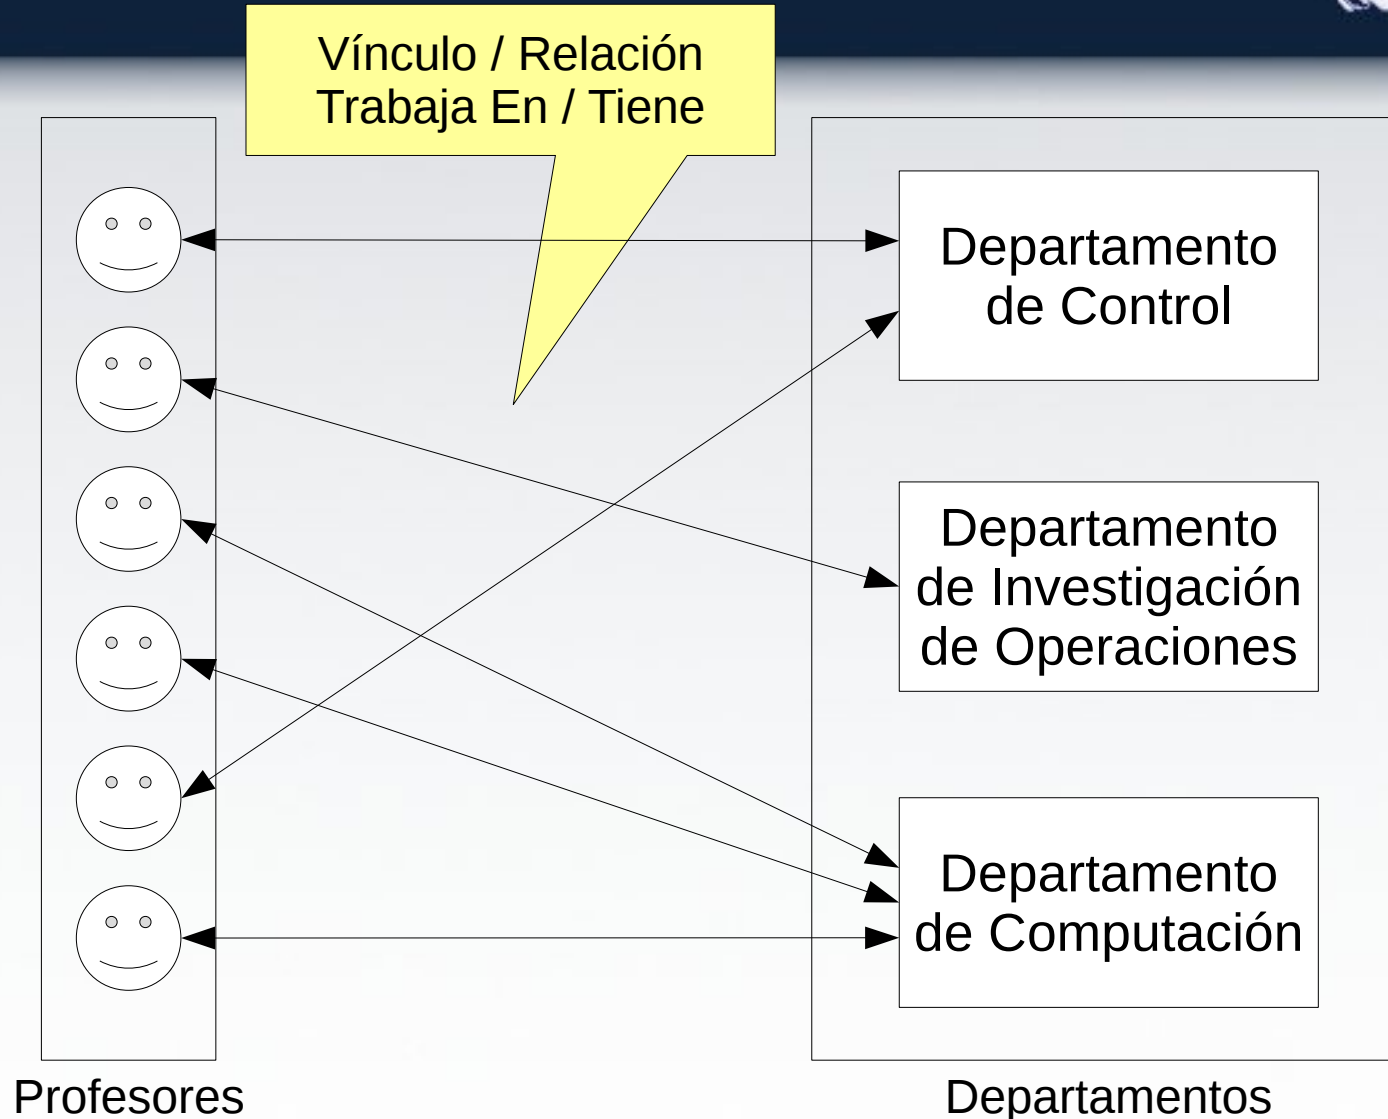 Vínculo / Relación
Trabaja En / Tiene
Departamento
de Control
Departamento
de Investigación
de Operaciones
Departamento
de Computación
Profesores
Departamentos